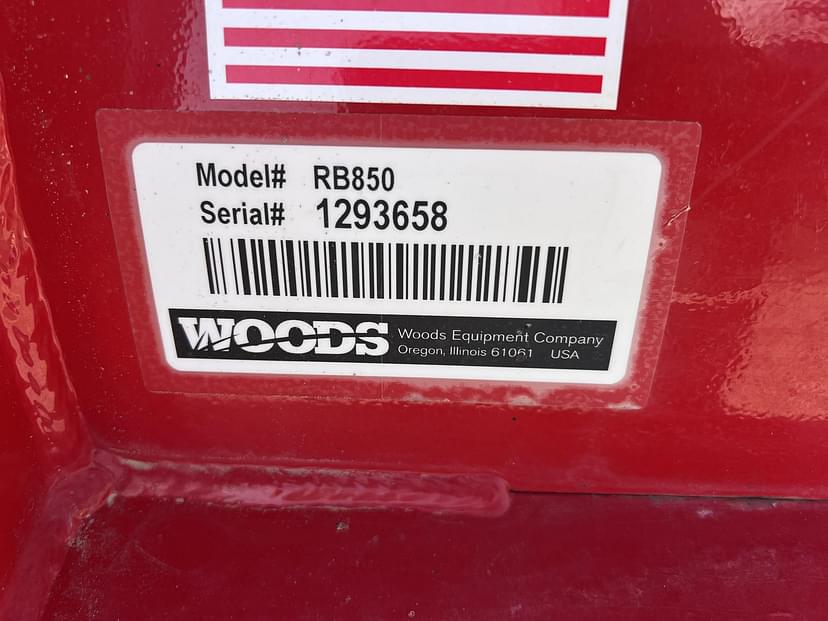 Model# RB850
Serial# 1293658
WOODS
Woods Equipment Company
Oregon, Illinois 61061 USA